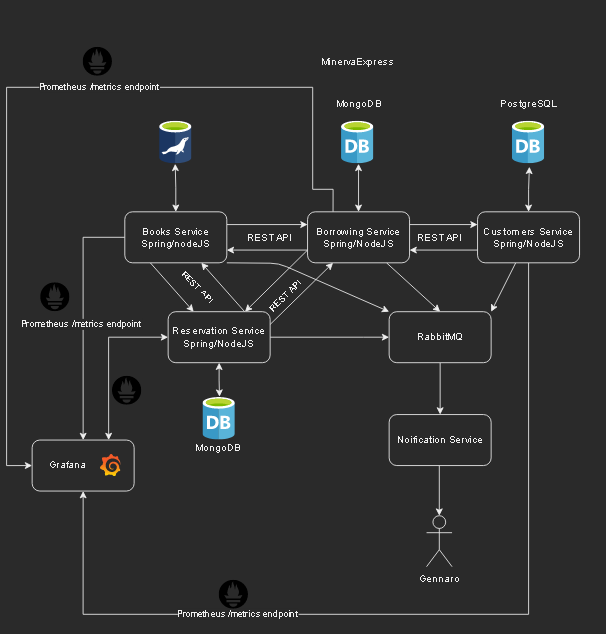 MinervaExpress
Prometheus /metrics endpoint
MongoDB
PostgreSQL
DB
DB
Books Service
Spring/nodeJS
REST API
Borrowing Service
Spring/NodeJS
REST API
Customers Service
Spring/NodeJS
REST API
REST API
Prometheus /metrics endpoint
Reservation Service
Spring/NodeJS
RabbitMQ
DB
MongoDB
Noification Service
Grafana
Gennaro
Prometheus /metrics endpoint